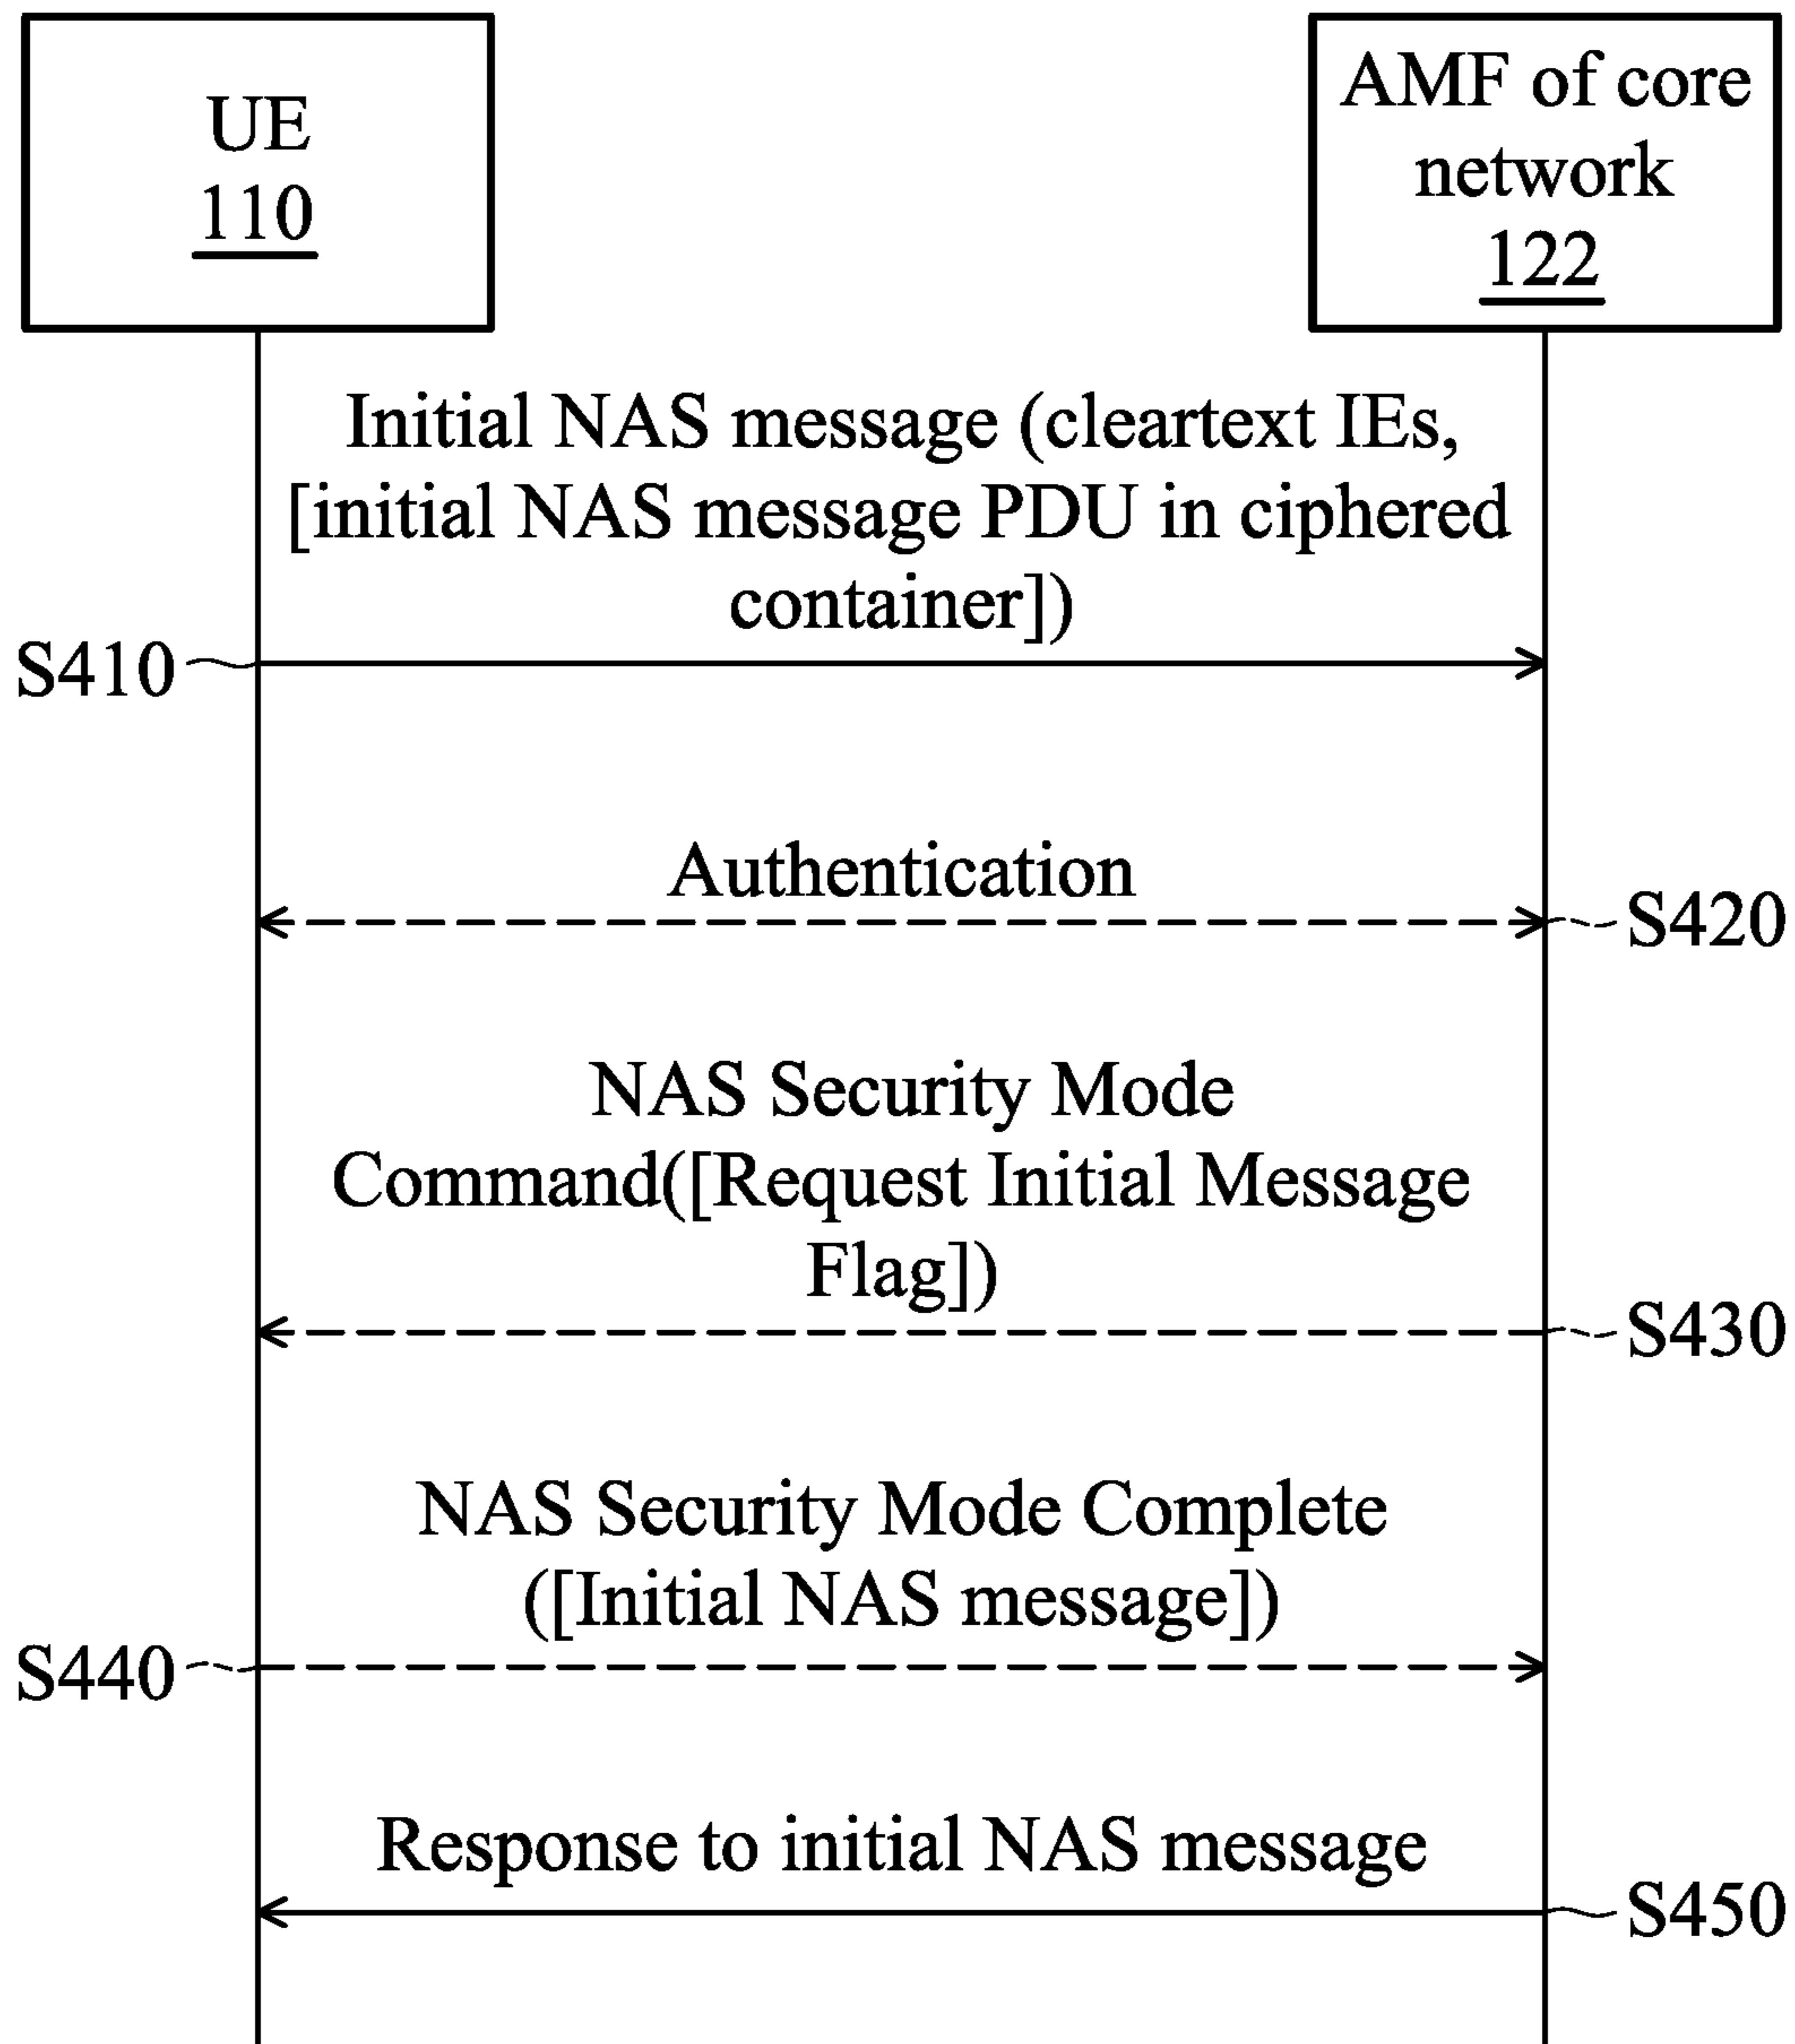 UE
110
AMF of core
network
122
Initial NAS message (cleartext IEs,
[initial NAS message PDU in ciphered
container])
S410
Authentication
S420
NAS Security Mode
Command([Request Initial Message
Flag])
S430
NAS Security Mode Complete
([Initial NAS message])
S440
Response to initial NAS message
S450